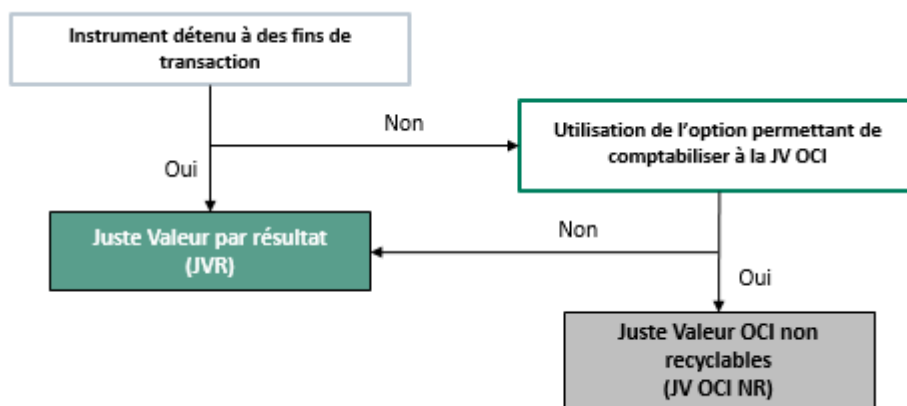 Instrument détenu à des fins de
transaction
Non
Utilisation de l'option permettant de
comptabiliser à la JV OCI
Oui
Juste Valeur par résultat
(JVR)
Non
Oui
Juste Valeur OCI non
recyclables
(JV OCI NR)